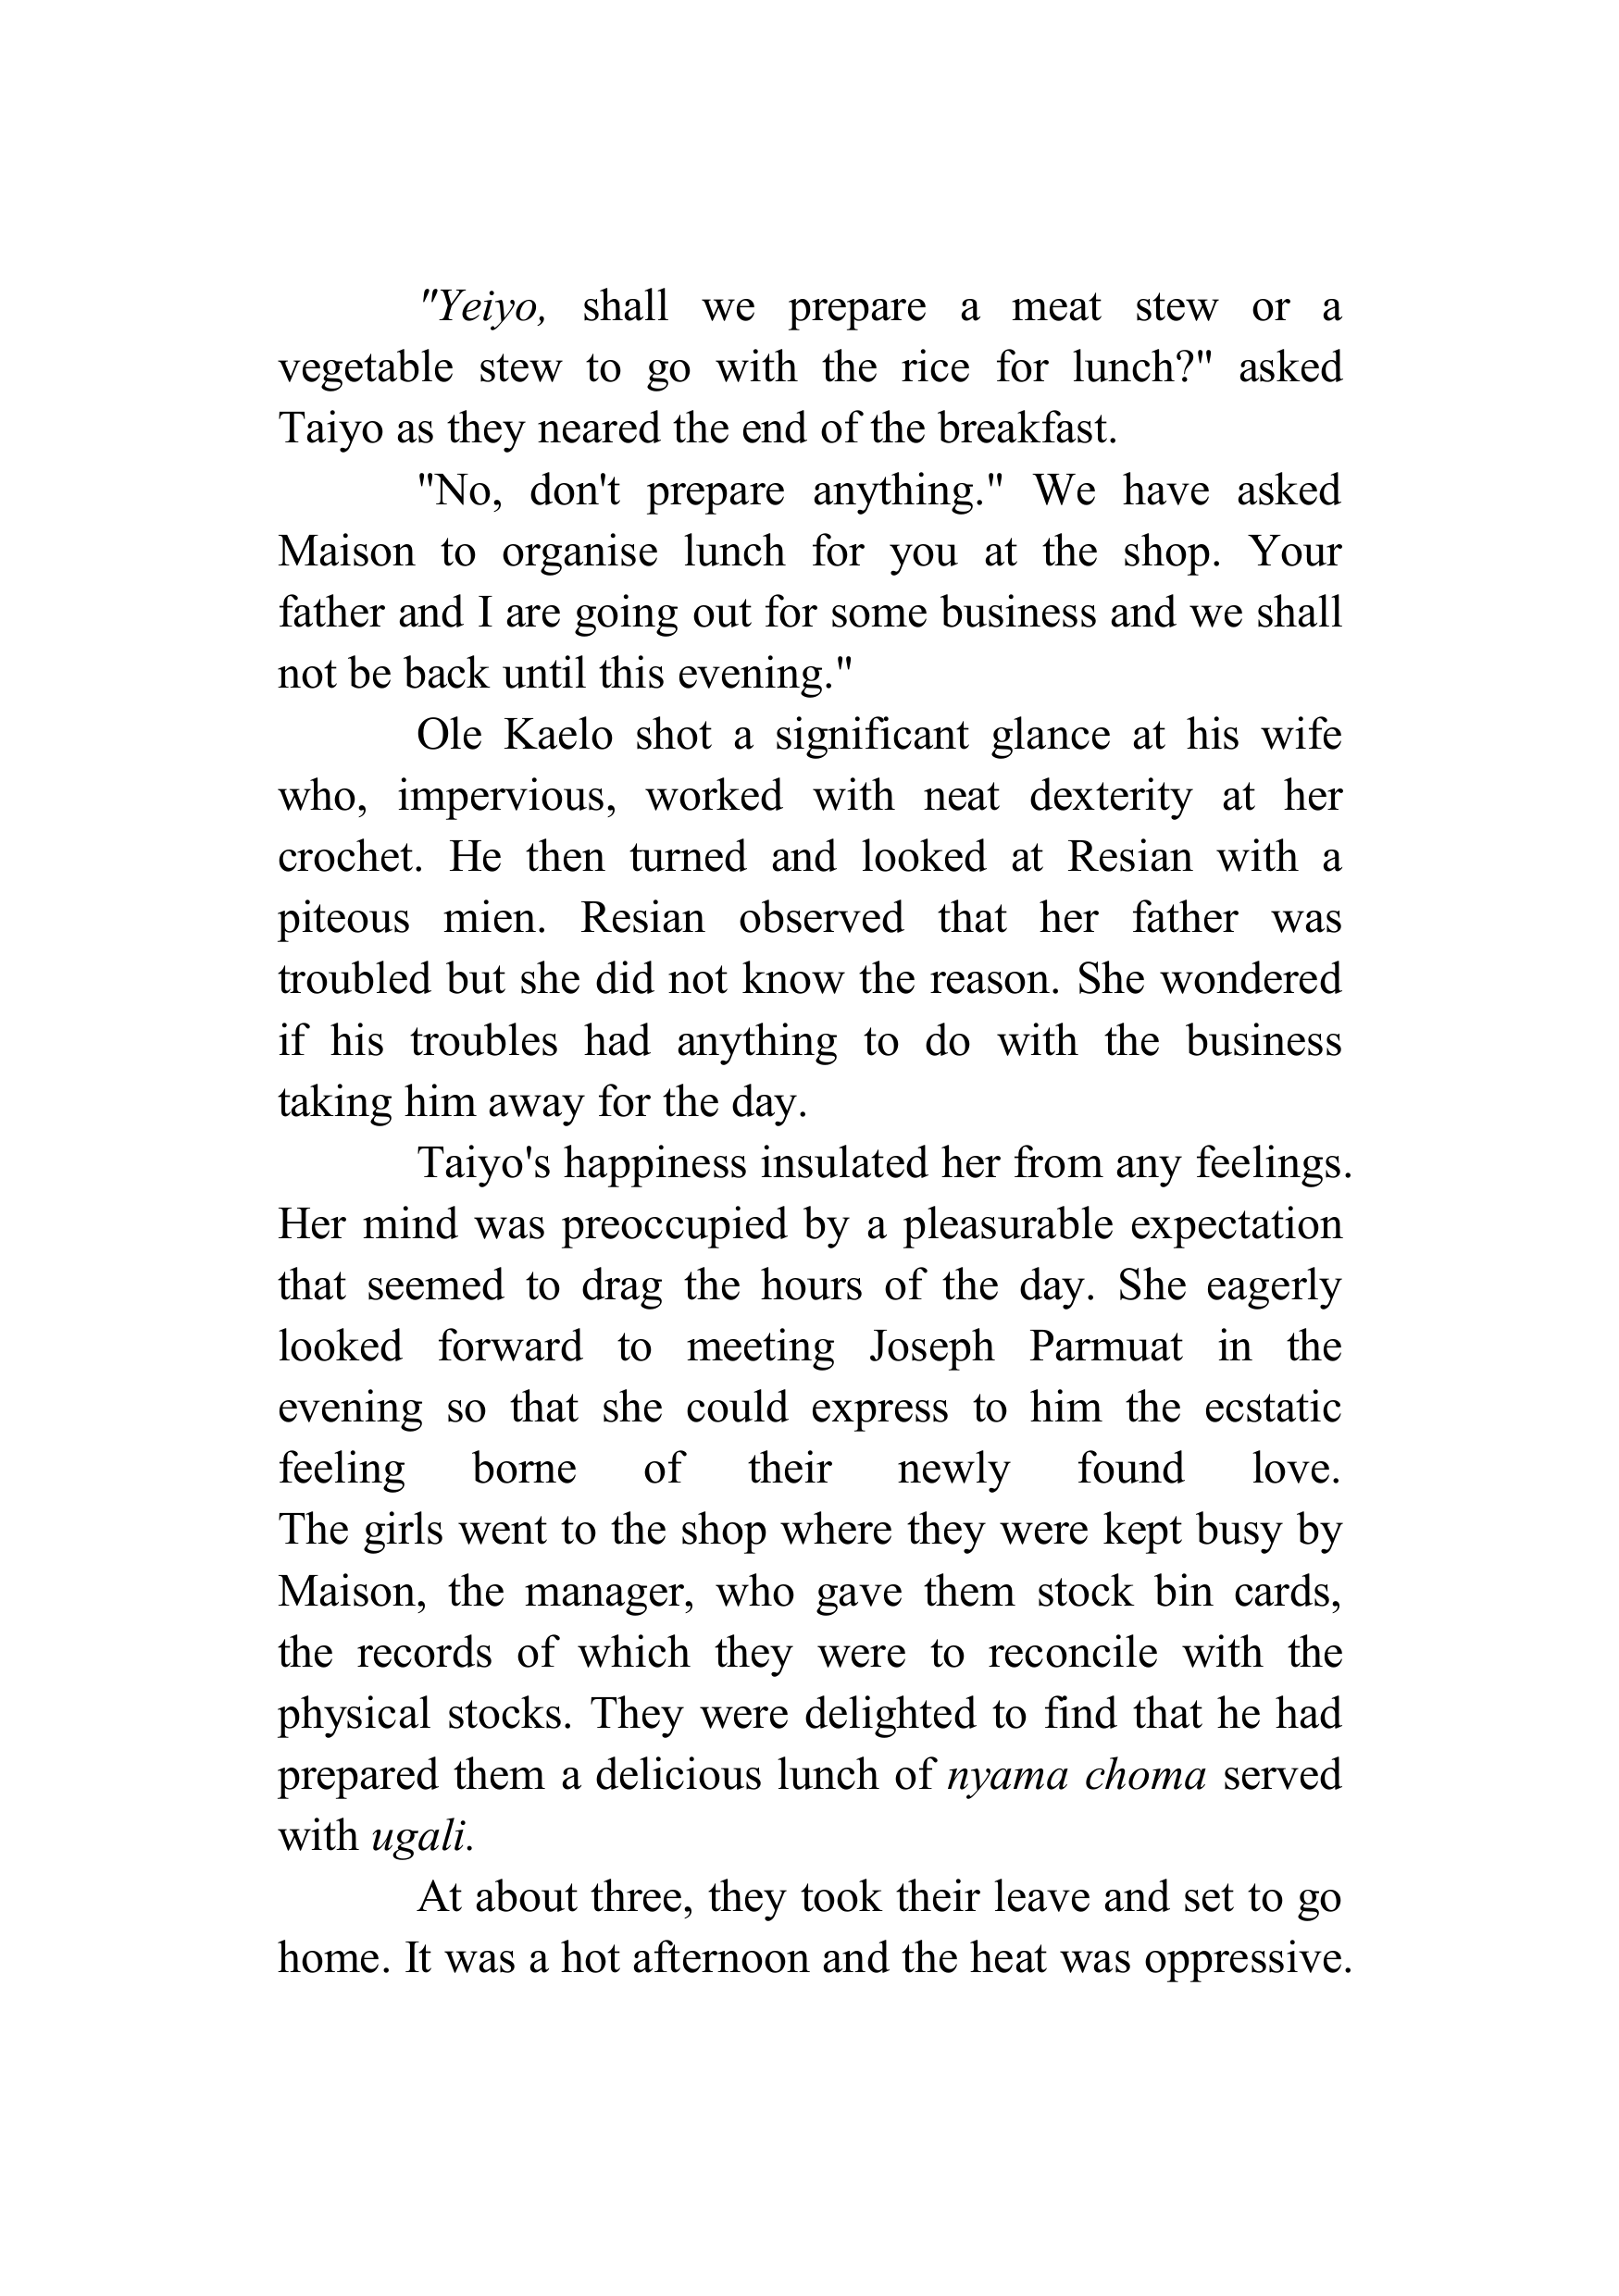 "Yeiyo, shall we prepare a meat stew or a
vegetable stew to go with the rice for lunch?" asked
Taiyo as they neared the end of the breakfast.
"No, don't prepare anything." We have asked
Maison to organise lunch for you at the shop. Your
father and I are going out for some business and we shall
not be back until this evening."
Ole Kaelo shot a significant glance at his wife
who, impervious, worked with neat dexterity at her
crochet. He then turned and looked at Resian with a
piteous mien. Resian observed that her father was
troubled but she did not know the reason. She wondered
if his troubles had anything to do with the business
taking him away for the day.
Taiyo's happiness insulated her from any feelings.
Her mind was preoccupied by a pleasurable expectation
that seemed to drag the hours of the day. She eagerly
looked forward to meeting Joseph Parmuat in the
evening so that she could express to him the ecstatic
feeling borne of their newly found love.
The girls went to the shop where they were kept busy by
Maison, the manager, who gave them stock bin cards,
the records of which they were to reconcile with the
physical stocks. They were delighted to find that he had
prepared them a delicious lunch of nyama choma served
with ugali.
At about three, they took their leave and set to go
home. It was a hot afternoon and the heat was oppressive.